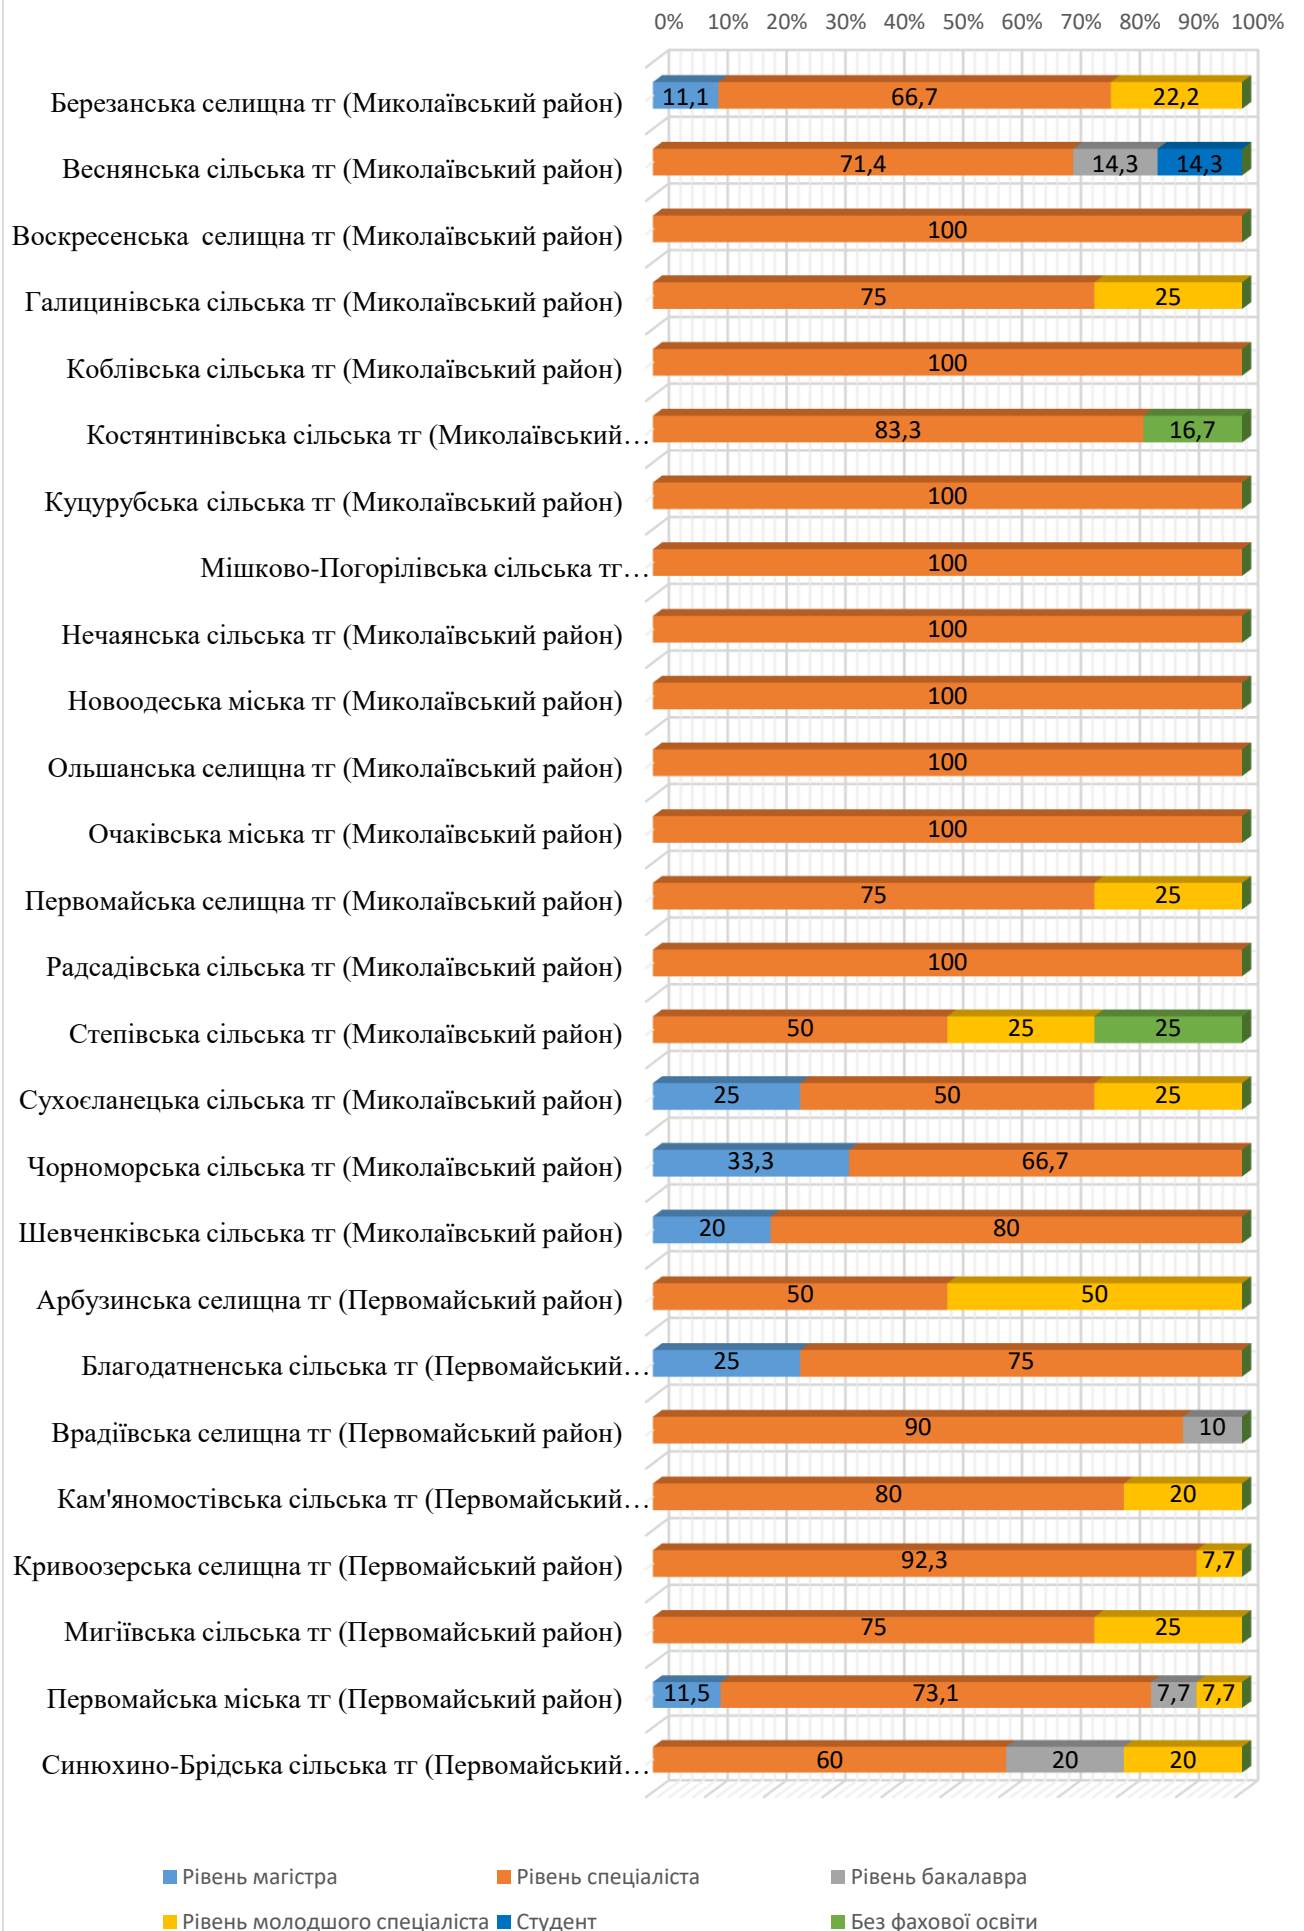 0% 10% 20% 30% 40% 50% 60% 70% 80% 90% 100%
Березанська селищна тг (Миколаївський район) 11,1 66,7 22,2
Веснянська сільська тг (Миколаївський район) 71,4 14,3 14,3
Воскресенська селищна тг (Миколаївський район) 100
Галицинівська сільська тг (Миколаївський район) 75 25
Коблівська сільська тг (Миколаївський район) 100
Костянтинівська сільська тг (Миколаївський… 83,3 16,7
Куцурубська сільська тг (Миколаївський район) 100
Мішково-Погорілівська сільська тг… 100
Нечаянська сільська тг (Миколаївський район) 100
Новоодеська міська тг (Миколаївський район) 100
Ольшанська селищна тг (Миколаївський район) 100
Очаківська міська тг (Миколаївський район) 100
Первомайська селищна тг (Миколаївський район) 75 25
Радсадівська сільська тг (Миколаївський район) 100
Степівська сільська тг (Миколаївський район) 50 25 25
Сухоєланецька сільська тг (Миколаївський район) 25 50 25
Чорноморська сільська тг (Миколаївський район) 33,3 66,7
Шевченківська сільська тг (Миколаївський район) 20 80
Арбузинська селищна тг (Первомайський район) 50 50
Благодатненська сільська тг (Первомайський… 25 75
Врадіївська селищна тг (Первомайський район) 90 10
Кам'яномостівська сільська тг (Первомайський… 80 20
Кривоозерська селищна тг (Первомайський район) 92,3 7,7
Мигіївська сільська тг (Первомайський район) 75 25
Первомайська міська тг (Первомайський район) 11,5 73,1 7,7 7,7
Синюхино-Брідська сільська тг (Первомайський… 60 20 20
Рівень магістра Рівень спеціаліста Рівень бакалавра
Рівень молодшого спеціаліста Студент Без фахової освіти